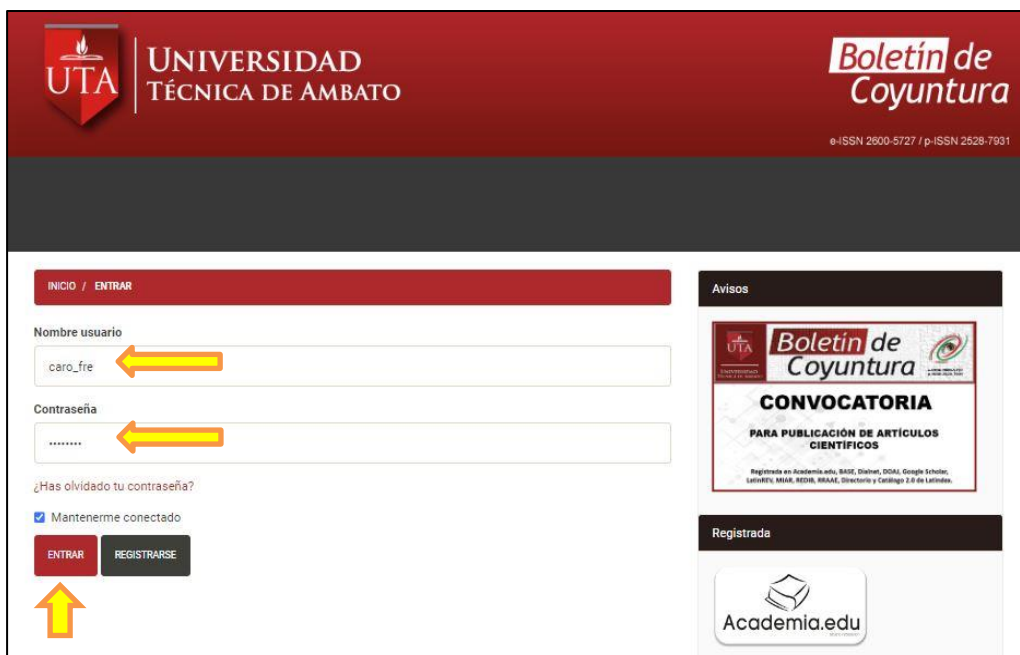 UTA
UNIVERSIDAD
TÉCNICA DE AMBATO
Boletín de
Coyuntura
e-ISSN 2600-5727 / p-ISSN 2528-7931
INICIO / ENTRAR
Nombre usuario
caro_fre
Contraseña
........
¿Has olvidado tu contraseña?
Mantenerme conectado
ENTRAR
REGISTRARSE
Avisos
UTA
Boletín de
Coyuntura
CONVOCATORIA
PARA PUBLICACIÓN DE ARTÍCULOS
CIENTÍFICOS
Registrada en Academia.edu, BASE, Dialnet, DOAJ, Google Scholar,
LatinREV, MIAR, REDIB, RRAAE, Directorio y Catálogo 2.0 de Latindex.
Registrada
Academia.edu